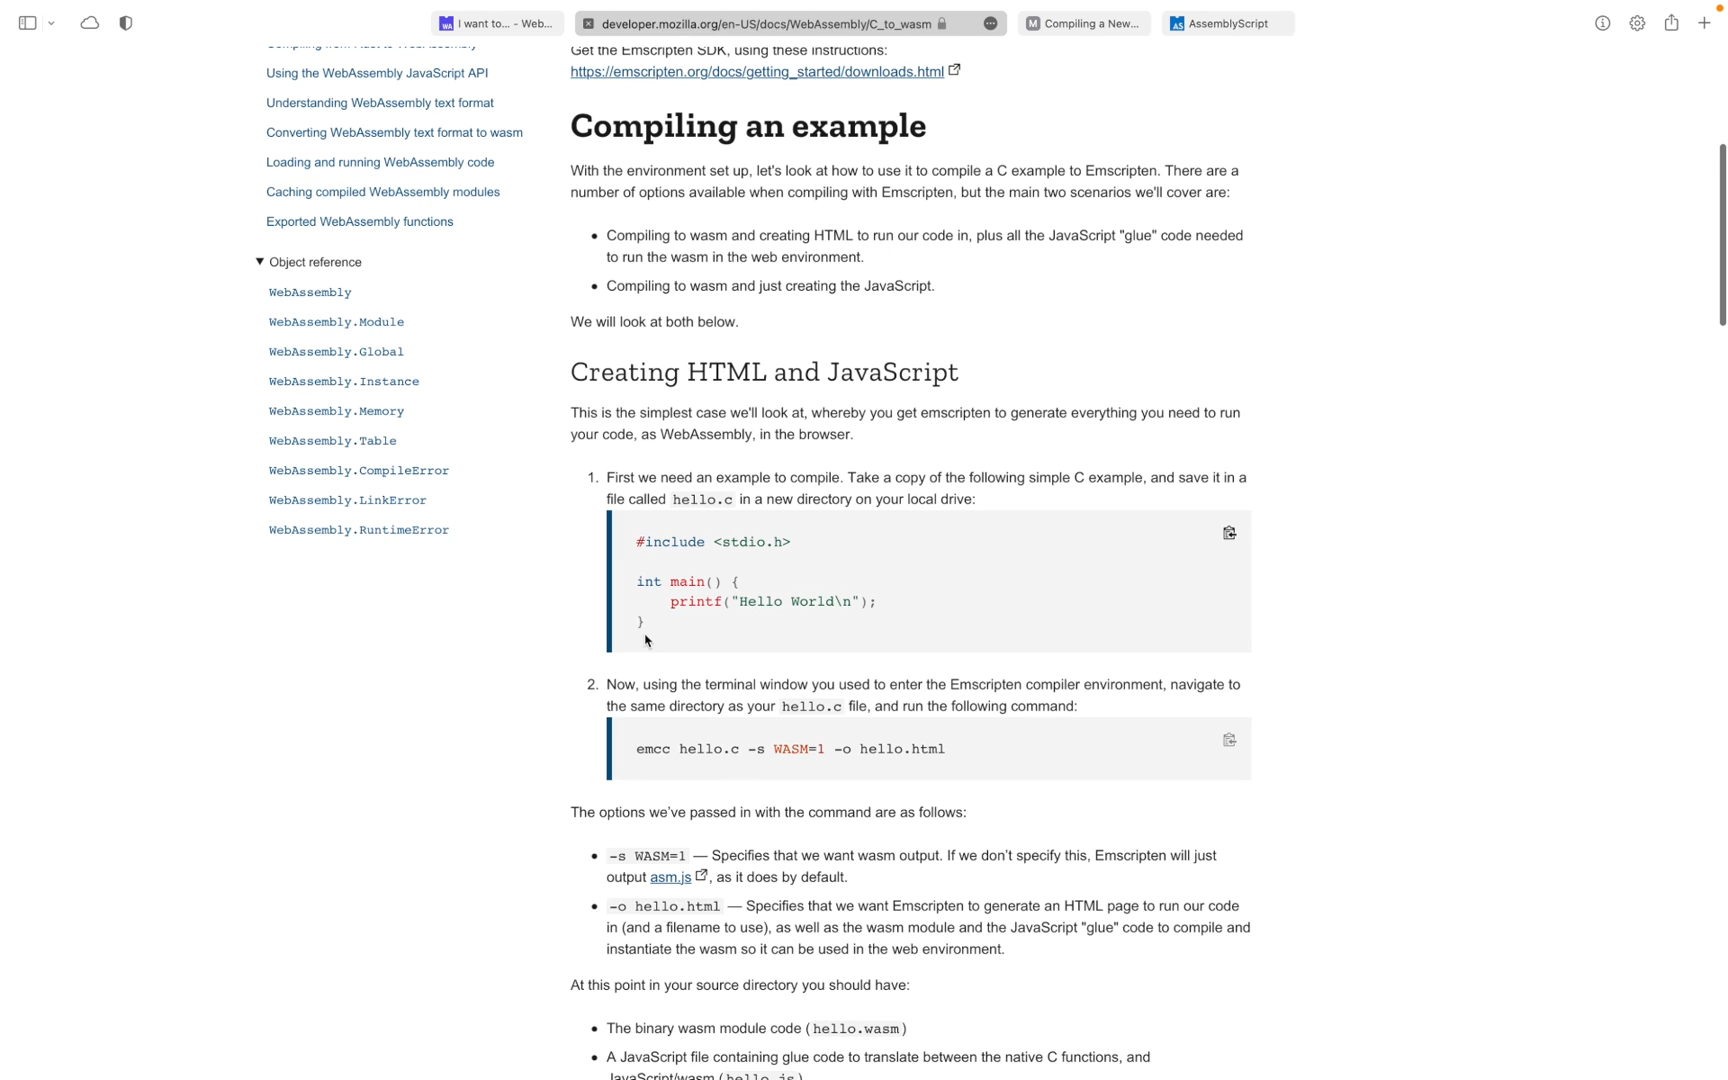 I want to... - Web...
developer.mozilla.org/en-US/docs/WebAssembly/C_to_wasm
Compiling a New...
AssemblyScript
Compiling from Rust to WebAssembly
Using the WebAssembly JavaScript API
Understanding WebAssembly text format
Converting WebAssembly text format to wasm
Loading and running WebAssembly code
Caching compiled WebAssembly modules
Exported WebAssembly functions
Object reference
WebAssembly
WebAssembly.Module
WebAssembly.Global
WebAssembly.Instance
WebAssembly.Memory
WebAssembly.Table
WebAssembly.CompileError
WebAssembly.LinkError
WebAssembly.RuntimeError
Get the Emscripten SDK, using these instructions:
https://emscripten.org/docs/getting_started/downloads.html
Compiling an example
With the environment set up, let's look at how to use it to compile a C example to Emscripten. There are a
number of options available when compiling with Emscripten, but the main two scenarios we'll cover are:
• Compiling to wasm and creating HTML to run our code in, plus all the JavaScript "glue" code needed
to run the wasm in the web environment.
• Compiling to wasm and just creating the JavaScript.
We will look at both below.
Creating HTML and JavaScript
This is the simplest case we'll look at, whereby you get emscripten to generate everything you need to run
your code, as WebAssembly, in the browser.
1. First we need an example to compile. Take a copy of the following simple C example, and save it in a
file called hello.c in a new directory on your local drive:
#include <stdio.h>
int main() {
printf("Hello World\n");
}
2. Now, using the terminal window you used to enter the Emscripten compiler environment, navigate to
the same directory as your hello.c file, and run the following command:
emcc hello.c -s WASM=1 -o hello.html
The options we've passed in with the command are as follows:
• -s WASM=1 — Specifies that we want wasm output. If we don't specify this, Emscripten will just
output asm.js, as it does by default.
• -o hello.html — Specifies that we want Emscripten to generate an HTML page to run our code
in (and a filename to use), as well as the wasm module and the JavaScript "glue" code to compile and
instantiate the wasm so it can be used in the web environment.
At this point in your source directory you should have:
• The binary wasm module code (hello.wasm)
• A JavaScript file containing glue code to translate between the native C functions, and
JavaScript/wasm (hello.js)